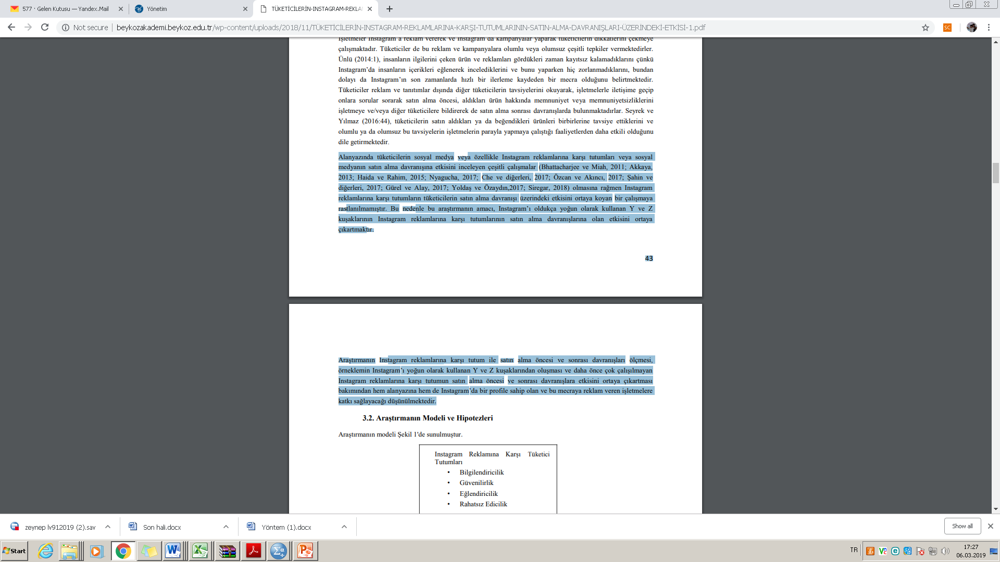 577 · Gelen Kutusu — Yandex.Mail
Yönetim
TÜKETİCİLERİN-INSTAGRAM-REKLA
Not secure
beykozakademi.beykoz.edu.tr/wp-content/uploads/2018/11/TÜKETİCİLERİN-INSTAGRAM-REKLAMLARINA-KARŞI-TUTUMLARININ-SATIN-ALMA-DAVRANIŞLARI-ÜZERİNDEKİ-ETKİSİ-1.pdf
SC
işletmeler Instagram'a reklam vererek ve Instagram'da kampanyalar yaparak tüketicilerin dikkatlerini çekmeye
çalışmaktadır. Tüketiciler de bu reklam ve kampanyalara olumlu veya olumsuz çeşitli tepkiler vermektedirler.
Ünlü (2014:1), insanların ilgilerini çeken ürün ve reklamları gördükleri zaman kayıtsız kalamadıklarını çünkü
Instagram’da insanların içerikleri eğlenerek incelediklerini ve bunu yaparken hiç zorlanmadıklarını, bundan
dolayı da Instagram’ın son zamanlarda hızlı bir ilerleme kaydeden bir mecra olduğunu belirtmektedir.
Tüketiciler reklam ve tanıtımlar dışında diğer tüketicilerin tavsiyelerini okuyarak, işletmelerle iletişime geçip
onlara sorular sorarak satın alma öncesi, aldıkları ürün hakkında memnuniyet veya memnuniyetsizliklerini
işletmeye ve/veya diğer tüketicilere bildirerek de satın alma sonrası davranışlarda bulunmaktadırlar. Seyrek ve
Yılmaz (2016:44), tüketicilerin satın aldıkları ya da beğendikleri ürünleri birbirlerine tavsiye ettiklerini ve
olumlu ya da olumsuz bu tavsiyelerin işletmelerin parayla yapmaya çalıştığı faaliyetlerden daha etkili olduğunu
dile getirmektedir.
Alanyazında tüketicilerin sosyal medya veya özellikle Instagram reklamlarına karşı tutumları veya sosyal
medyanın satın alma davranışına etkisini inceleyen çeşitli çalışmalar (Bhattacharjee ve Miah, 2011; Akkaya,
2013; Haida ve Rahim, 2015; Nyagucha, 2017; Che ve diğerleri, 2017; Özcan ve Akıncı, 2017; Şahin ve
diğerleri, 2017; Gürel ve Alay, 2017; Yoldaş ve Özaydın,2017; Siregar, 2018) olmasına rağmen Instagram
reklamlarına karşı tutumların tüketicilerin satın alma davranışı üzerindeki etkisini ortaya koyan bir çalışmaya
rastlanılmamıştır. Bu nedenle bu araştırmanın amacı, Instagram’ı oldukça yoğun olarak kullanan Y ve Z
kuşaklarının Instagram reklamlarına karşı tutumlarının satın alma davranışlarına olan etkisini ortaya
çıkartmaktır.
43
Araştırmanın Instagram reklamlarına karşı tutum ile satın alma öncesi ve sonrası davranışları ölçmesi,
örneklemin Instagram’ı yoğun olarak kullanan Y ve Z kuşaklarından oluşması ve daha önce çok çalışılmayan
Instagram reklamlarına karşı tutumun satın alma öncesi ve sonrası davranışlara etkisini ortaya çıkartması
bakımından hem alanyazına hem de Instagram’da bir profile sahip olan ve bu mecraya reklam veren işletmelere
katkı sağlayacağı düşünülmektedir.
3.2. Araştırmanın Modeli ve Hipotezleri
Araştırmanın modeli Şekil 1'de sunulmuştur.
Instagram Reklamına Karşı Tüketici
Tutumları
• Bilgilendiricilik
• Güvenilirlik
• Eğlendiricilik
• Rahatsız Edicilik
zeynep lv912019 (2).sav
Son hali.docx
Yöntem (1).docx
Show all
Start
TR
17:27
06.03.2019